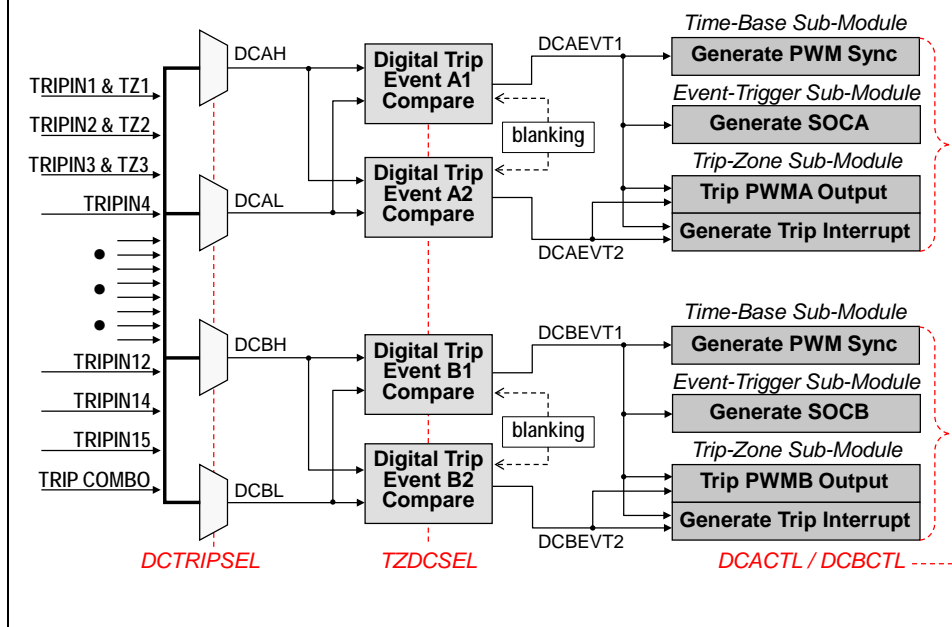 Time-Base Sub-Module
DCAH
DCAEVT1
Digital Trip
Event A1
Compare
Generate PWM Sync
TRIPIN1 & TZ1
Event-Trigger Sub-Module
Generate SOCA
TRIPIN2 & TZ2
blanking
TRIPIN3 & TZ3
Trip-Zone Sub-Module
Digital Trip
Event A2
Compare
Trip PWMA Output
TRIPIN4
DCAL
Generate Trip Interrupt
DCAEVT2
Time-Base Sub-Module
DCBH
DCBEVT1
Digital Trip
Event B1
Compare
Generate PWM Sync
TRIPIN12
Event-Trigger Sub-Module
Generate SOCB
TRIPIN14
blanking
TRIPIN15
Trip-Zone Sub-Module
Digital Trip
Event B2
Compare
Trip PWMB Output
TRIP COMBO
DCBL
Generate Trip Interrupt
DCBEVT2
DCTRIPSEL
TZDCSEL
DCACTL / DCBCTL